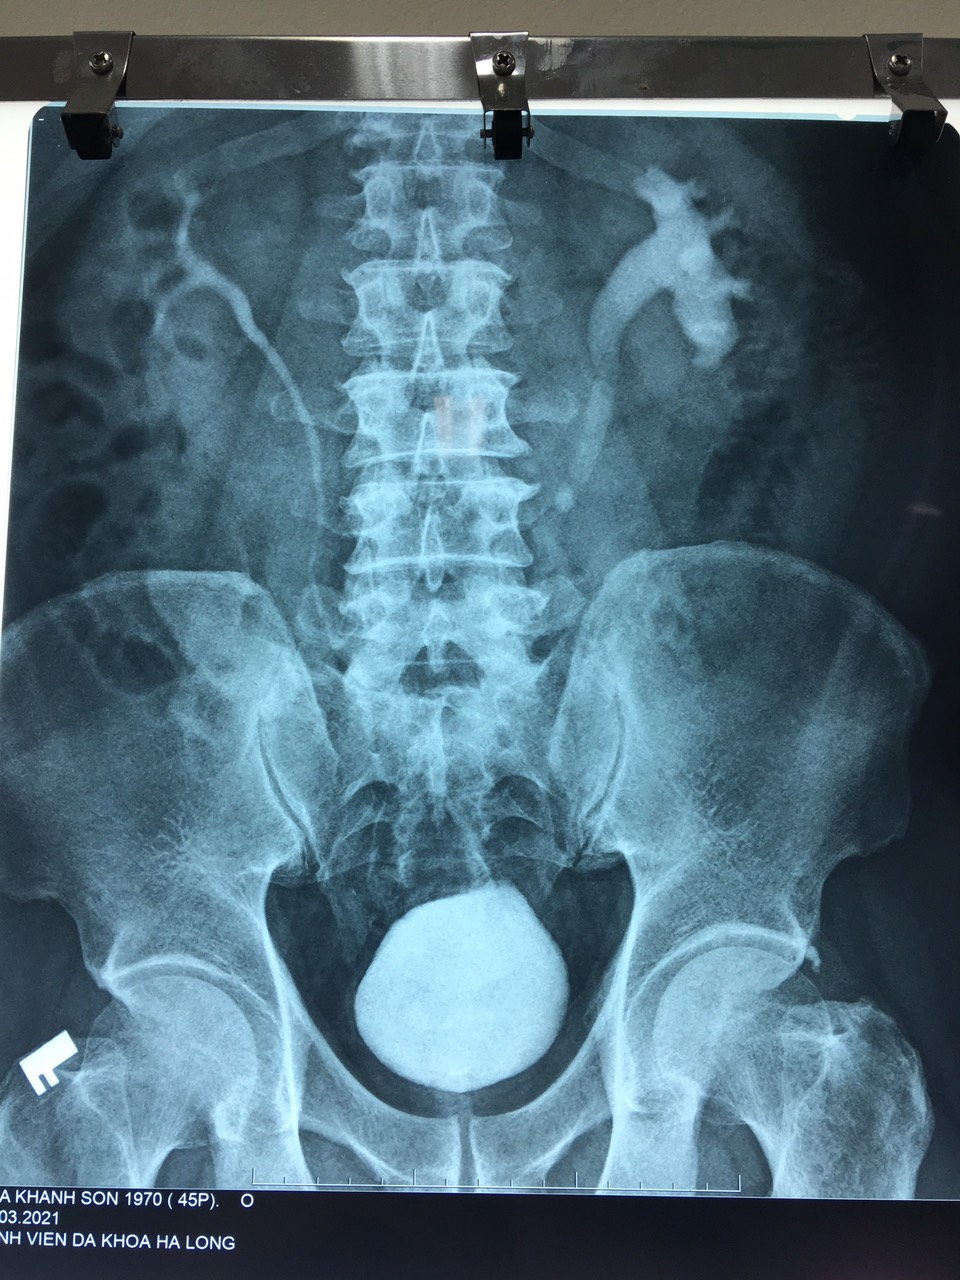 A KHANH SON 1970 ( 45P). O
03.2021
NH VIEN DA KHOA HA LONG